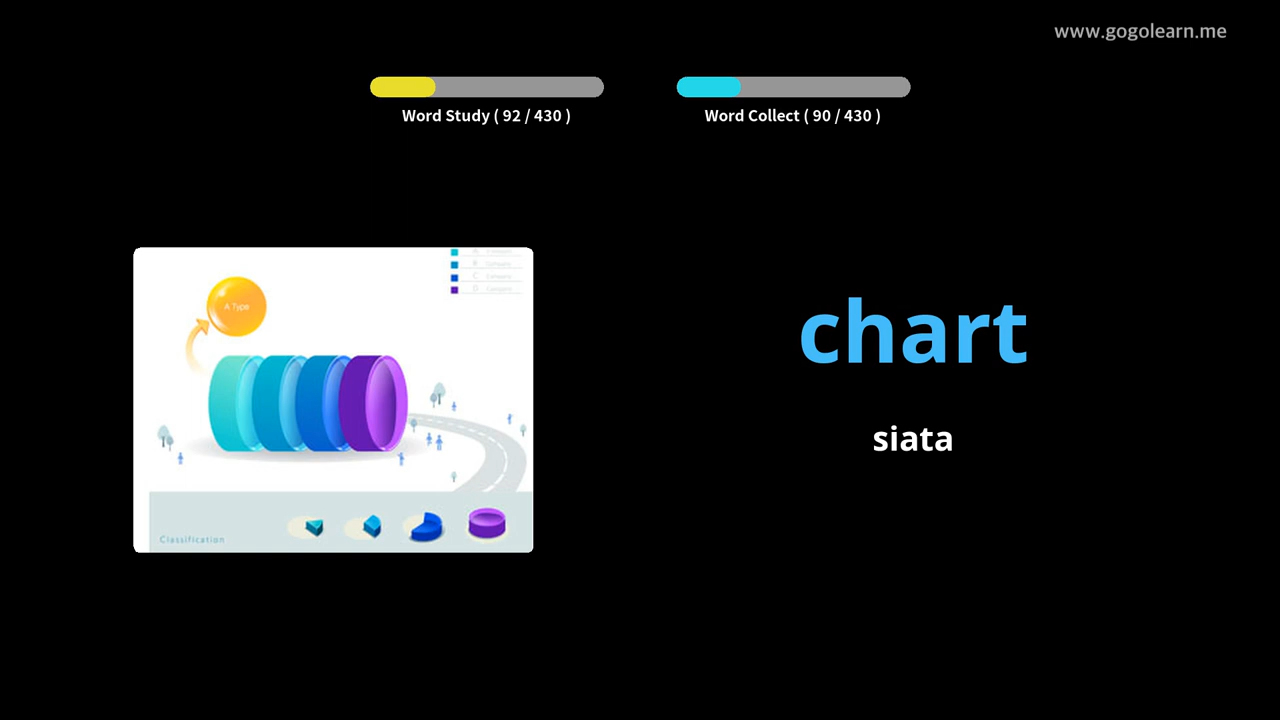 www.gogolearn.me
Word Study ( 92 / 430 )
Word Collect ( 90 / 430 )
A Type
A
B
C
D
chart
siata
Classification